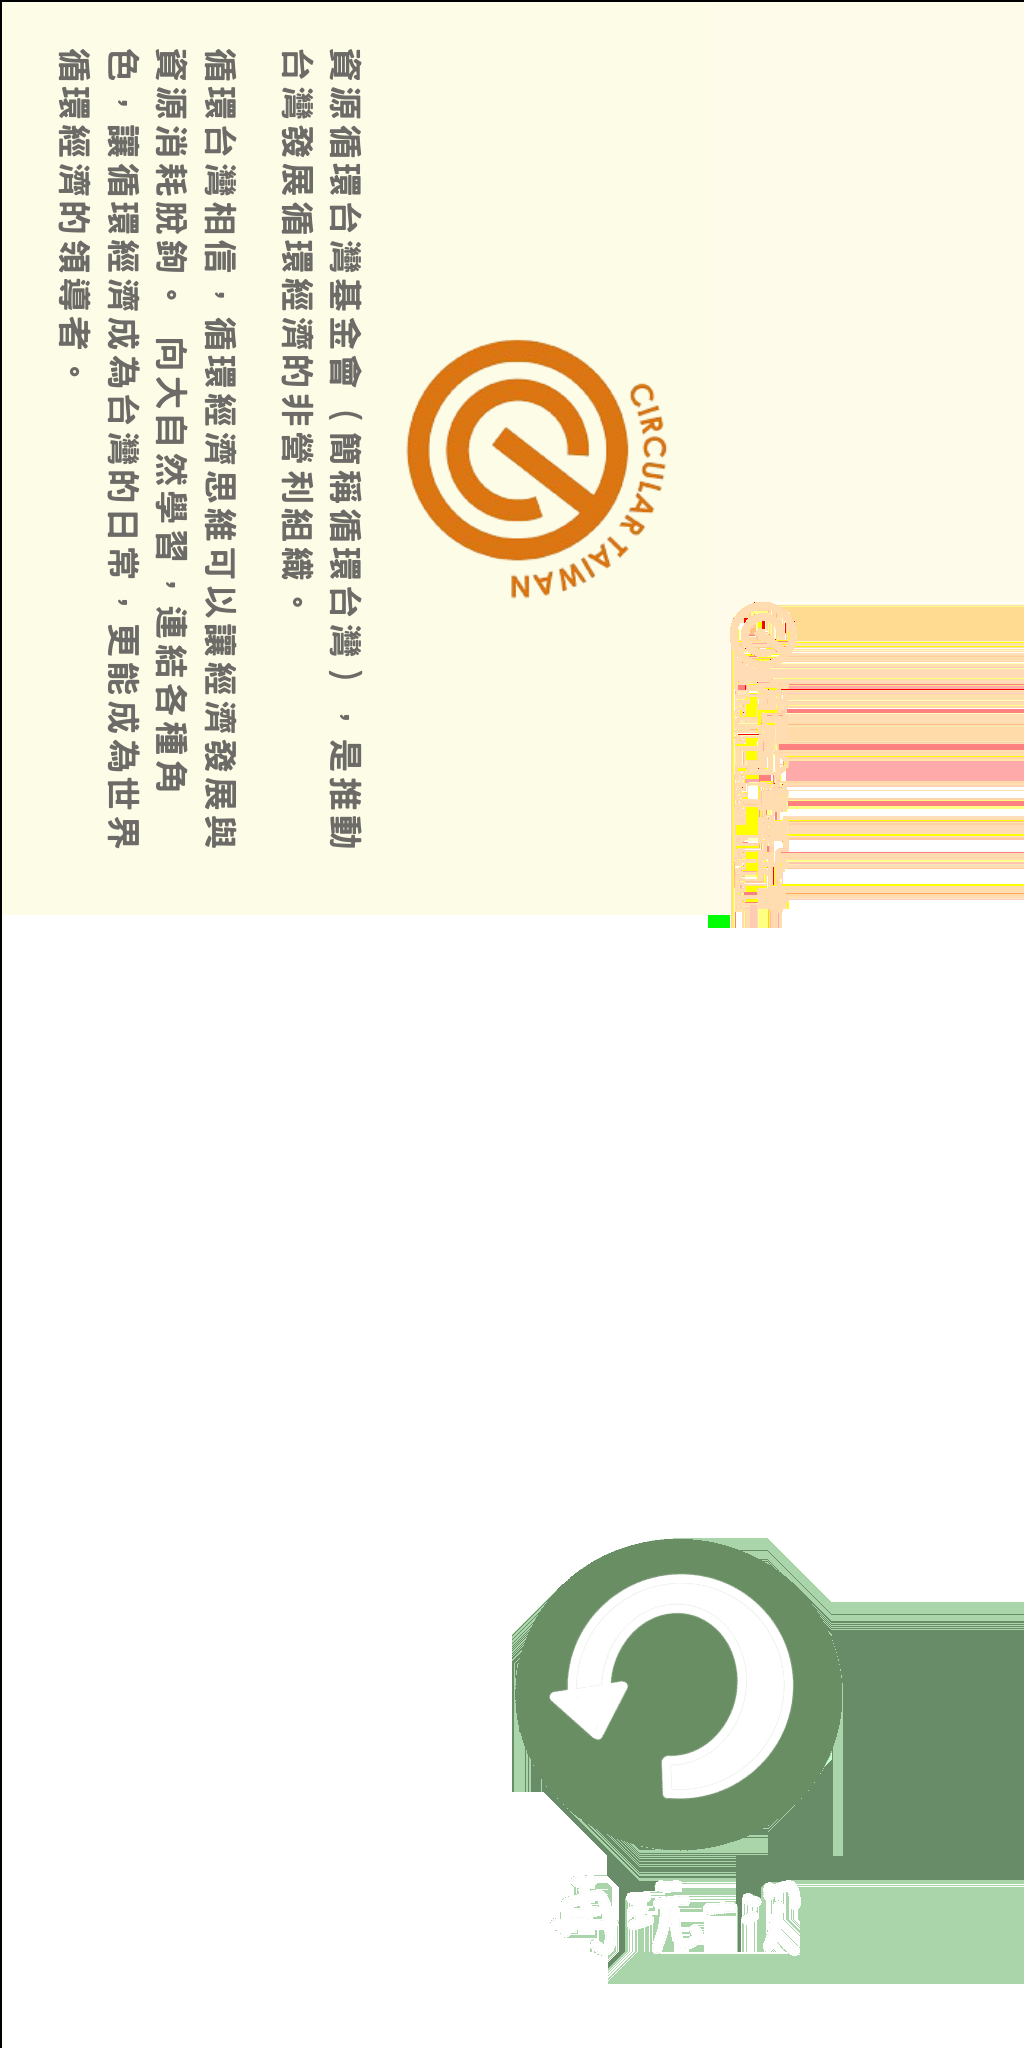 CIRCULAR TAIWAN
資源循環台灣基金會（簡稱循環台灣），是推動
台灣發展循環經濟的非營利組織。
循環台灣相信，循環經濟思維可以讓經濟發展與
資源消耗脫鉤。 向大自然學習，連結各種角
色，讓循環經濟成為台灣的日常，更能成為世界
循環經濟的領導者。